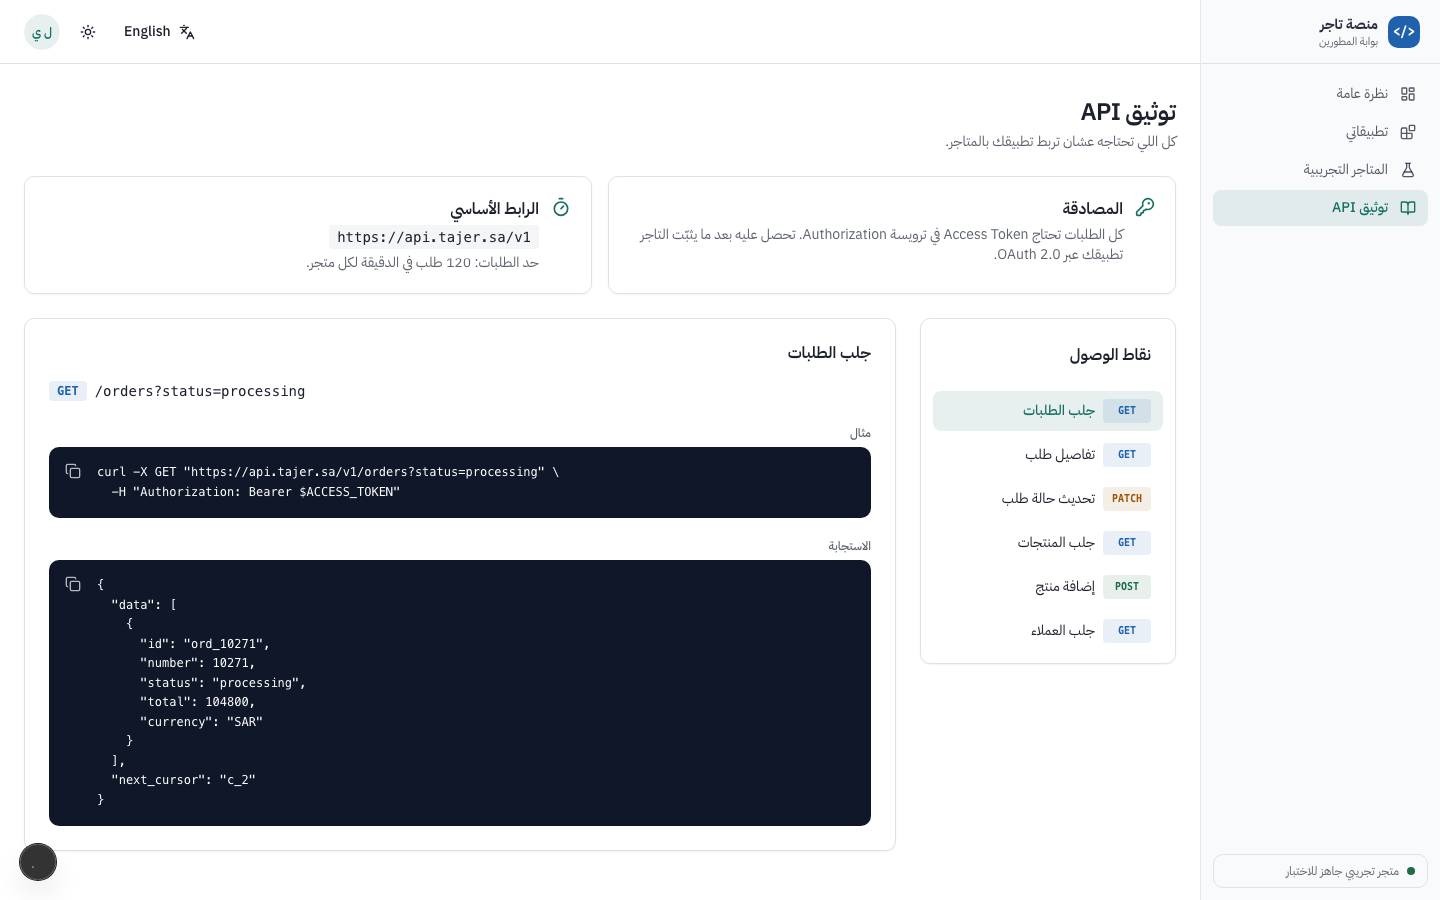 منصة تاجر
بوابة المطورين
English
ل ي
نظرة عامة
تطبيقاتي
المتاجر التجريبية
توثيق API
متجر تجريبي جاهز للاختبار
توثيق API
كل اللي تحتاجه عشان تربط تطبيقك بالمتاجر.
المصادقة
كل الطلبات تحتاج Access Token في ترويسة Authorization. تحصل عليه بعد ما يثبّت التاجر
تطبيقك عبر OAuth 2.0.
الرابط الأساسي
https://api.tajer.sa/v1
حد الطلبات: 120 طلب في الدقيقة لكل متجر.
نقاط الوصول
GET جلب الطلبات
GET تفاصيل طلب
PATCH تحديث حالة طلب
GET جلب المنتجات
POST إضافة منتج
GET جلب العملاء
جلب الطلبات
GET /orders?status=processing
مثال
curl -X GET "https://api.tajer.sa/v1/orders?status=processing" \
-H "Authorization: Bearer $ACCESS_TOKEN"
الاستجابة
{
"data": [
{
"id": "ord_10271",
"number": 10271,
"status": "processing",
"total": 104800,
"currency": "SAR"
}
],
"next_cursor": "c_2"
}